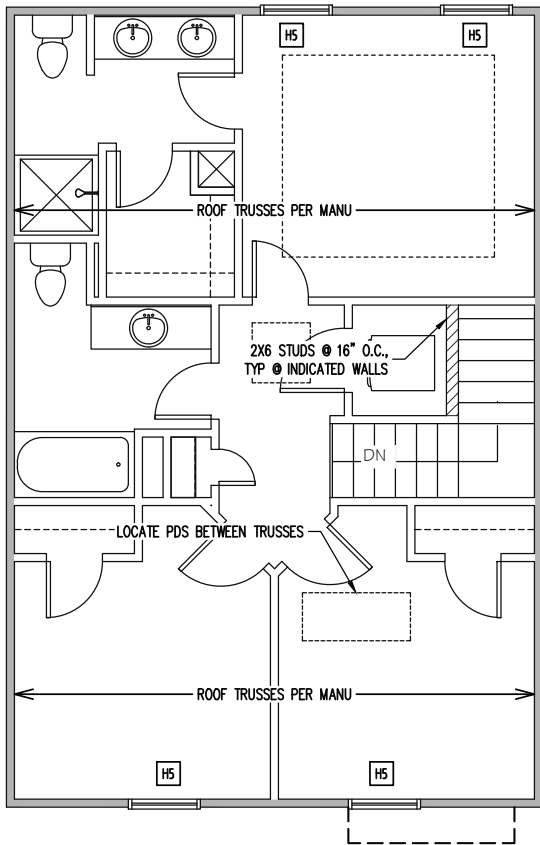 H5
H5
ROOF TRUSSES PER MANU
2X6 STUDS @ 16" O.C.,
TYP @ INDICATED WALLS
DN
LOCATE PDS BETWEEN TRUSSES
ROOF TRUSSES PER MANU
H5
H5